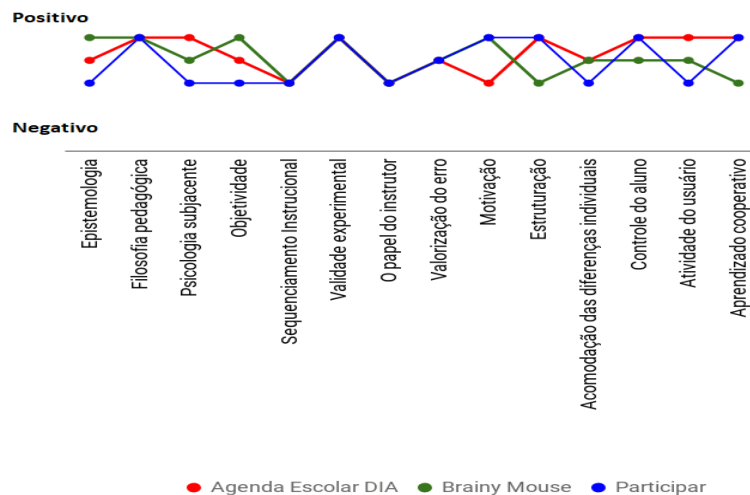 Positivo
Negativo
Epistemologia
Filosofia pedagógica
Psicologia subjacente
Objetividade
Sequenciamento Instrucional
Validade experimental
O papel do instrutor
Valorização do erro
Motivação
Estruturação
Acomodação das diferenças individuais
Controle do aluno
Atividade do usuário
Aprendizado cooperativo
Agenda Escolar DIA
Brainy Mouse
Participar